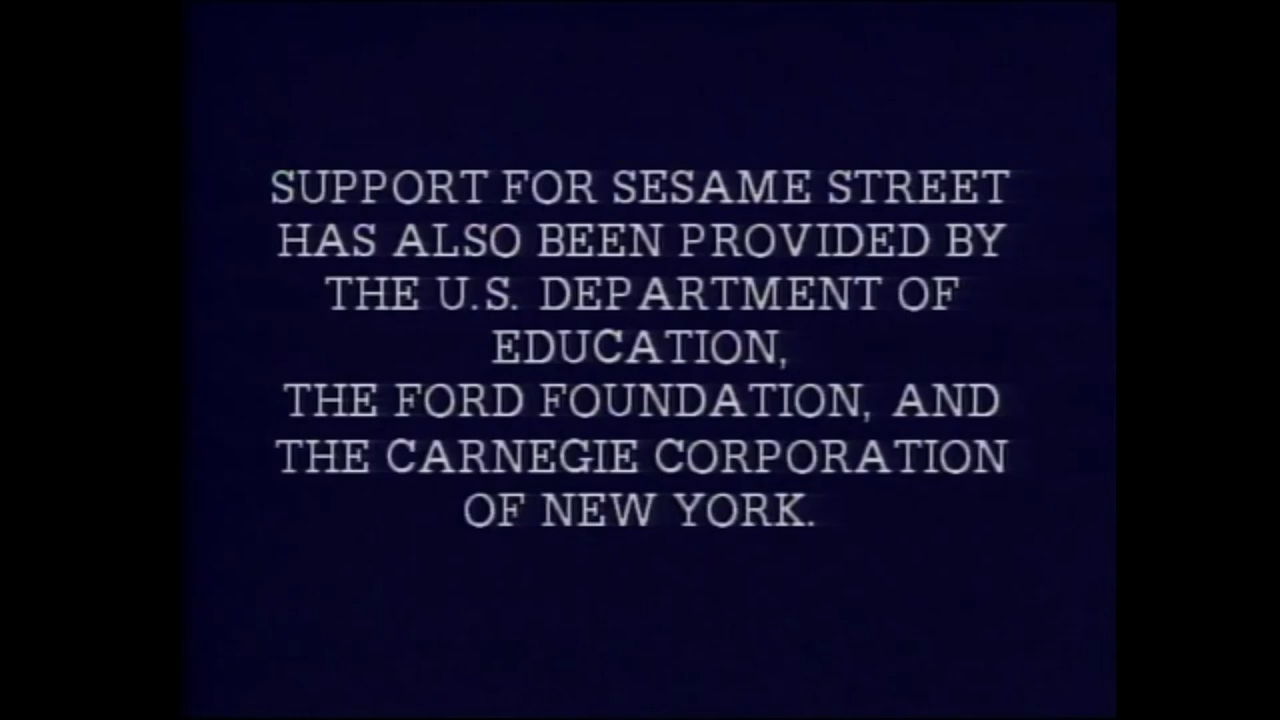 SUPPORT FOR SESAME STREET
HAS ALSO BEEN PROVIDED BY
THE U.S. DEPARTMENT OF
EDUCATION,
THE FORD FOUNDATION, AND
THE CARNEGIE CORPORATION
OF NEW YORK.